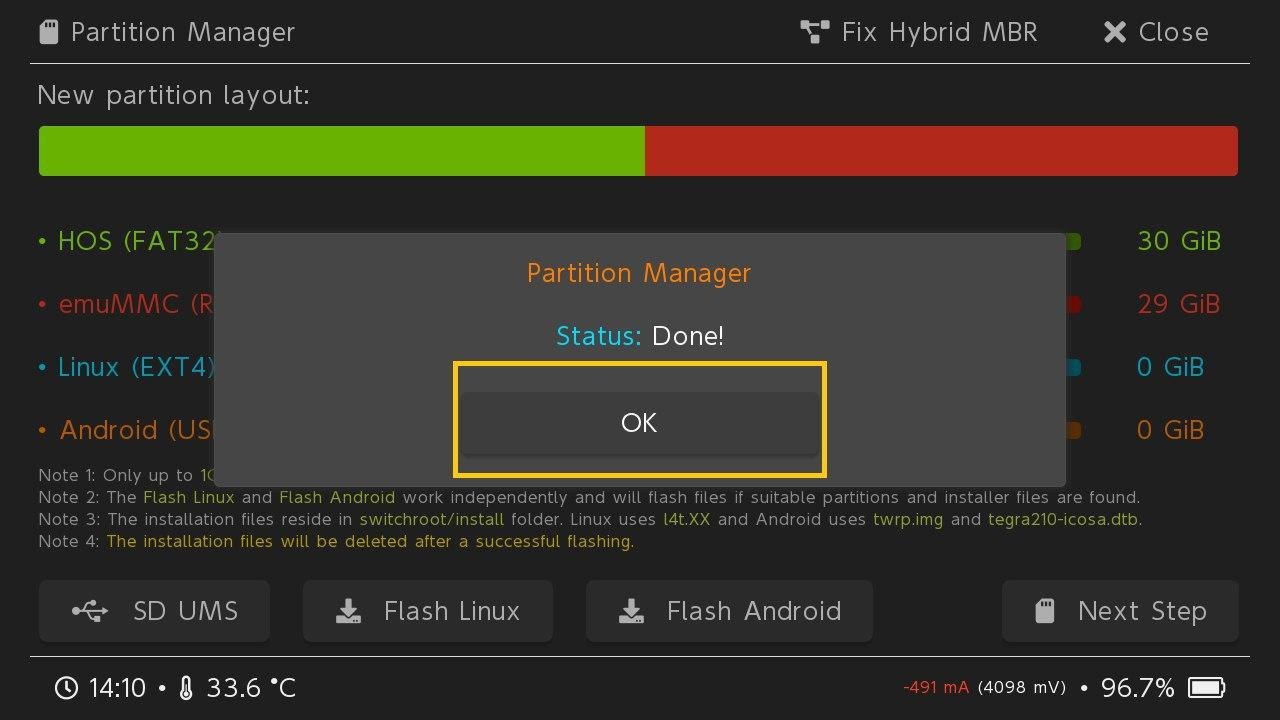 Partition Manager Fix Hybrid MBR Close
New partition layout:
• HOS (FAT32 30 GiB
Partition Manager
• emuMMC (R 29 GiB
Status: Done!
• Linux (EXT4) 0 GiB
OK
• Android (US 0 GiB
Note 1: Only up to
Note 2: The Flash Linux and Flash Android work independently and will flash files if suitable partitions and installer files are found.
Note 3: The installation files reside in switchroot/install folder. Linux uses l4t.XX and Android uses twrp.img and tegra210-icosa.dtb.
Note 4: The installation files will be deleted after a successful flashing.
SD UMS Flash Linux Flash Android Next Step
14:10 • 33.6 °C -491 mA (4098 mV) • 96.7%